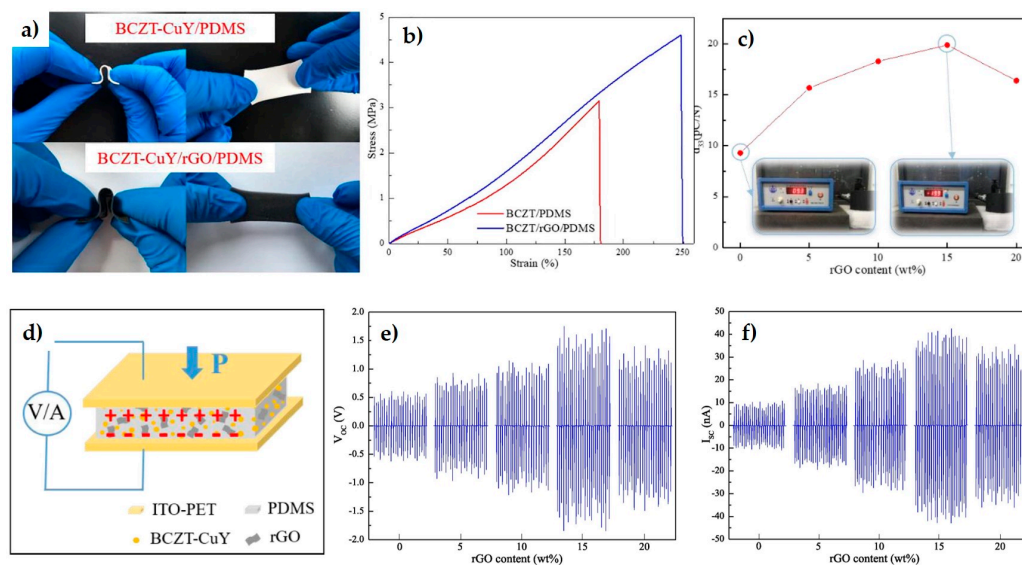 a)
BCZT-CuY/PDMS
BCZT-CuY/rGO/PDMS
b)
Stress (MPa)
5
4
3
2
1
0
0 50 100 150 200 250
Strain (%)
BCZT/PDMS
BCZT/rGO/PDMS
c)
d33(pC/N)
20
15
10
5
0
0 5 10 15 20
rGO content (wt%)
d)
P
V/A
+ + + + + + + +
- - - - - - - -
ITO-PET
PDMS
BCZT-CuY
rGO
e)
VOC (V)
2.0
1.5
1.0
0.5
0.0
-0.5
-1.0
-1.5
-2.0
0 5 10 15 20
rGO content (wt%)
f)
ISC (nA)
50
40
30
20
10
0
-10
-20
-30
-40
-50
0 5 10 15 20
rGO content (wt%)